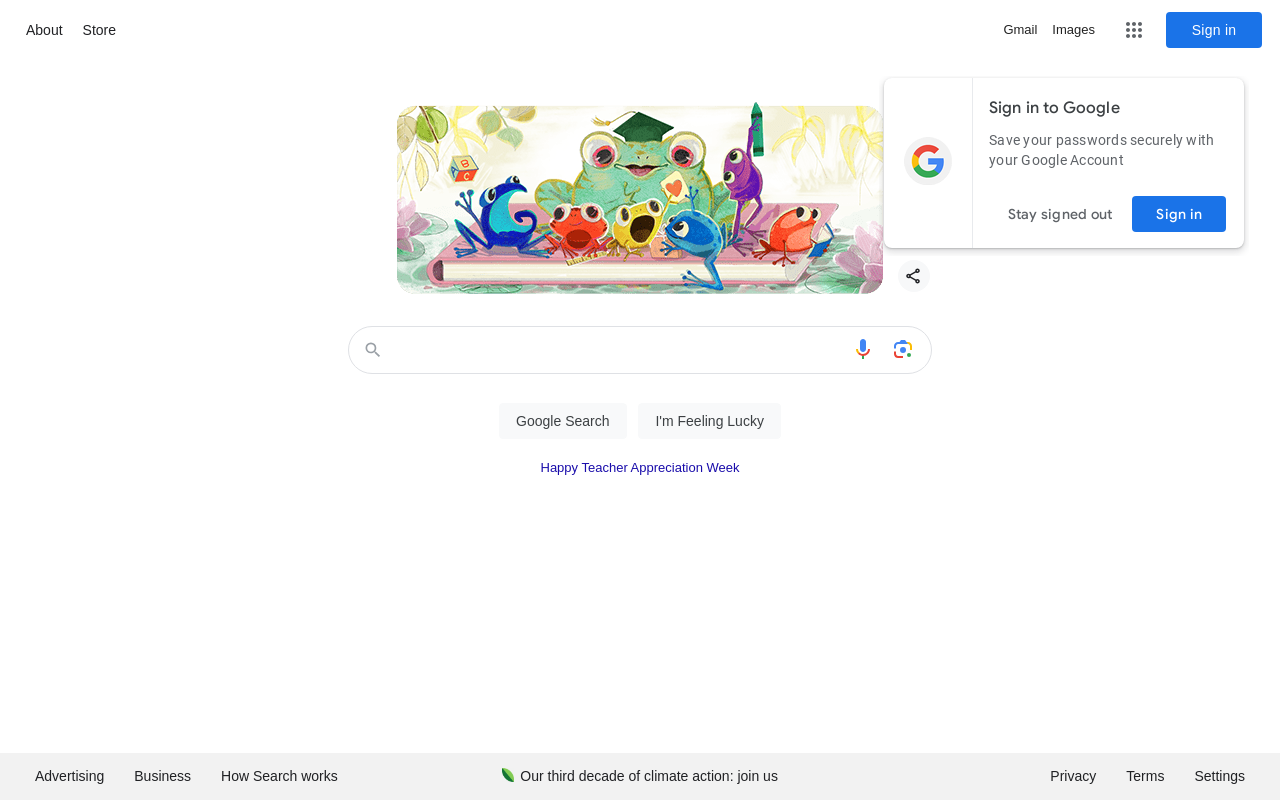 About Store Gmail Images Sign in
Sign in to Google
Save your passwords securely with
your Google Account
Stay signed out Sign in
B
C
Google Search I'm Feeling Lucky
Happy Teacher Appreciation Week
Advertising Business How Search works Our third decade of climate action: join us Privacy Terms Settings